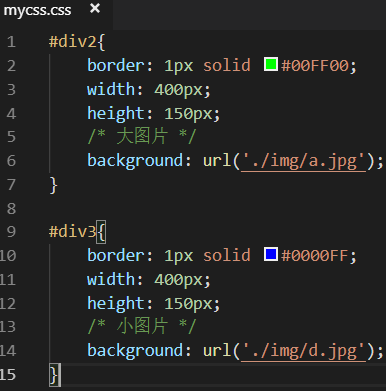 mycss.css ×
1 #div2{
2 border: 1px solid #00FF00;
3 width: 400px;
4 height: 150px;
5 /* 大图片 */
6 background: url('./img/a.jpg');
7 }
8
9 #div3{
10 border: 1px solid #0000FF;
11 width: 400px;
12 height: 150px;
13 /* 小图片 */
14 background: url('./img/d.jpg');
15 }